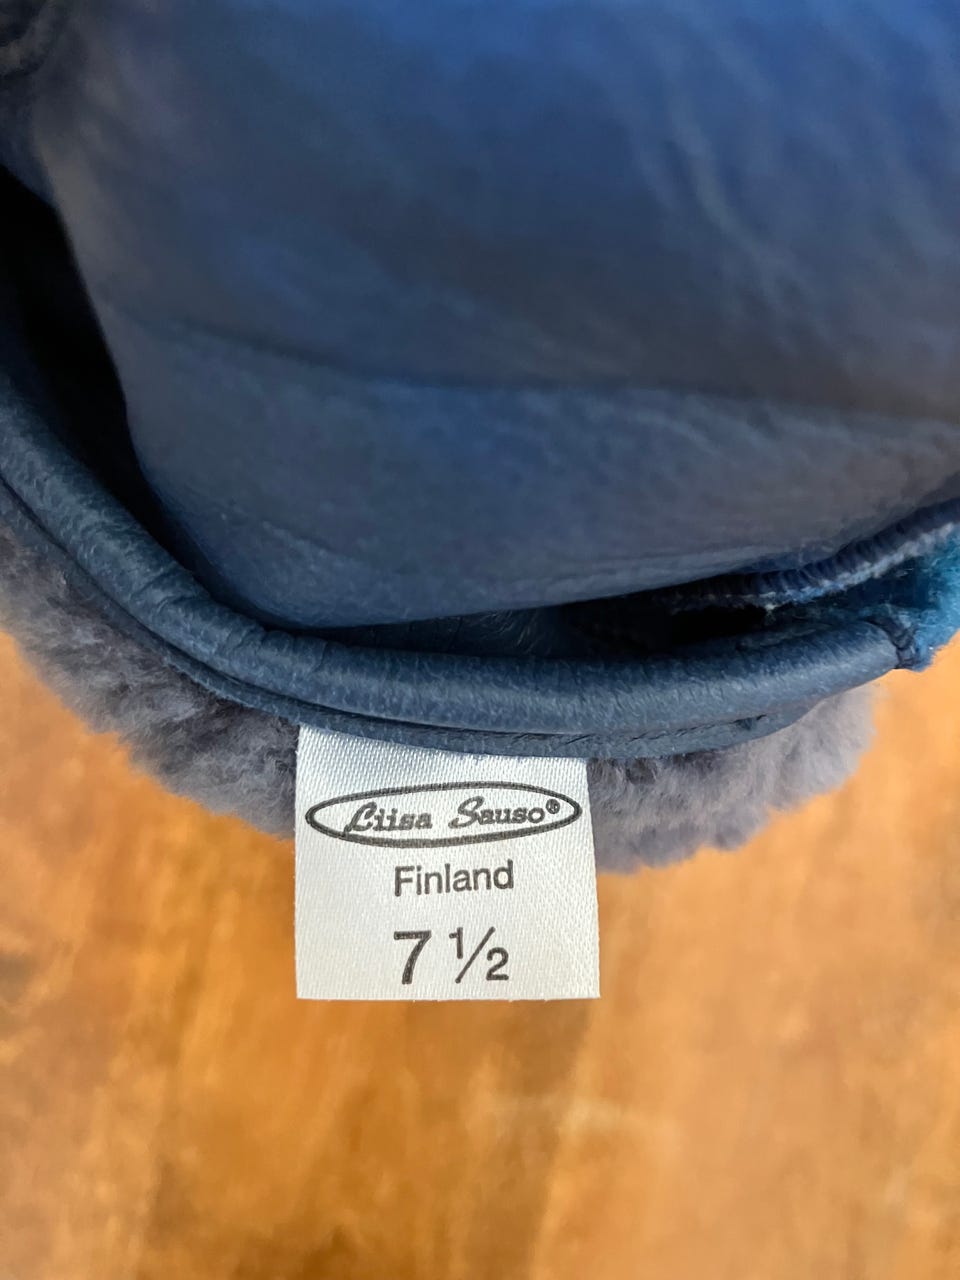 Liisa Sauso®
Finland
7 ½